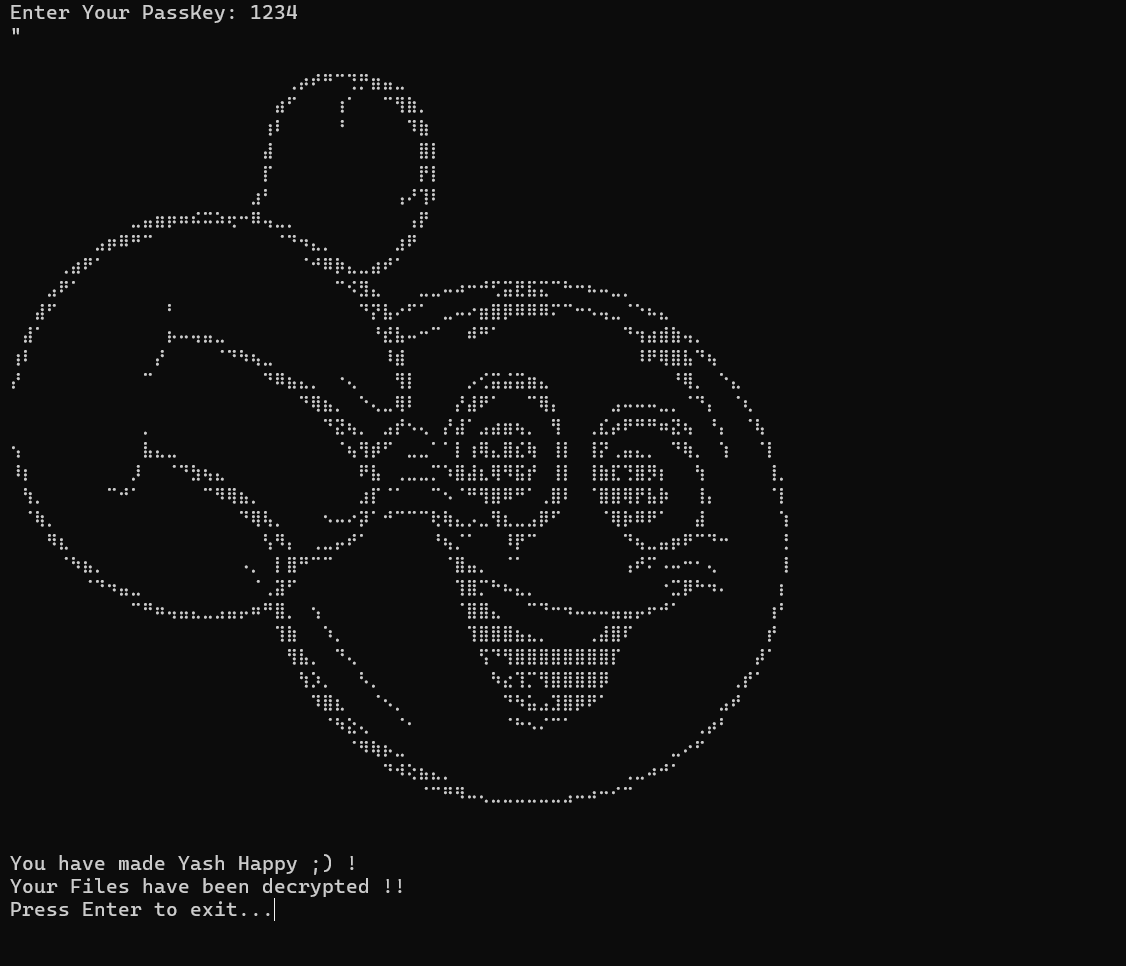 Enter Your PassKey: 1234
"
You have made Yash Happy ;) !
Your Files have been decrypted !!
Press Enter to exit...